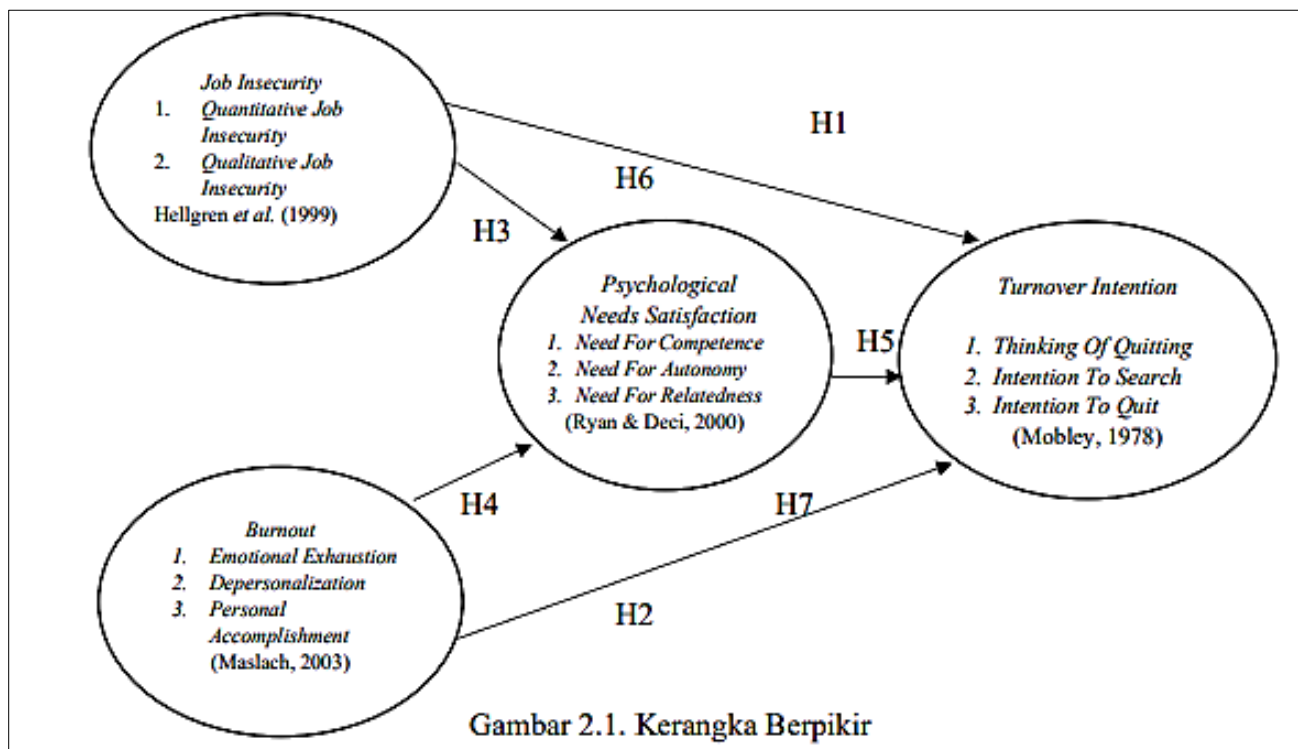 Job Insecurity
1. Quantitative Job
Insecurity
2. Qualitative Job
Insecurity
Hellgren et al. (1999)
H1
H6
H3
Psychological
Needs Satisfaction
1. Need For Competence
2. Need For Autonomy
3. Need For Relatedness
(Ryan & Deci, 2000)
H5
Turnover Intention
1. Thinking Of Quitting
2. Intention To Search
3. Intention To Quit
(Mobley, 1978)
H4
H7
Burnout
1. Emotional Exhaustion
2. Depersonalization
3. Personal
Accomplishment
(Maslach, 2003)
H2
Gambar 2.1. Kerangka Berpikir